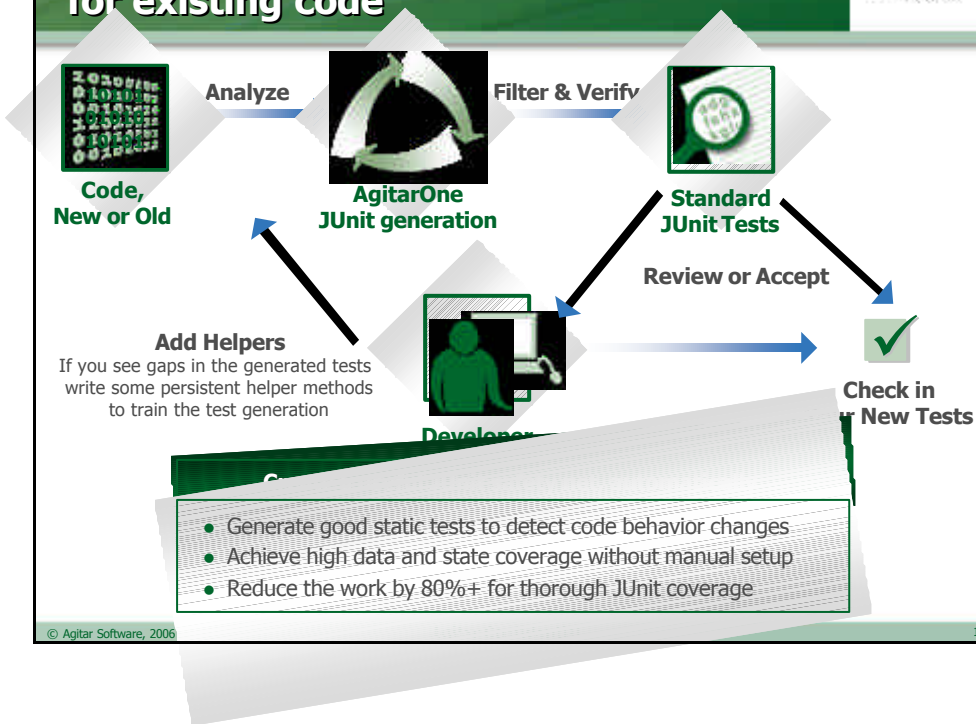 for existing code
Analyze
Filter & Verify
Code,
New or Old
AgitarOne
JUnit generation
Standard
JUnit Tests
Review or Accept
Add Helpers
If you see gaps in the generated tests
write some persistent helper methods
to train the test generation
Developer
Check in
New Tests
● Generate good static tests to detect code behavior changes
● Achieve high data and state coverage without manual setup
● Reduce the work by 80%+ for thorough JUnit coverage
© Agitar Software, 2006